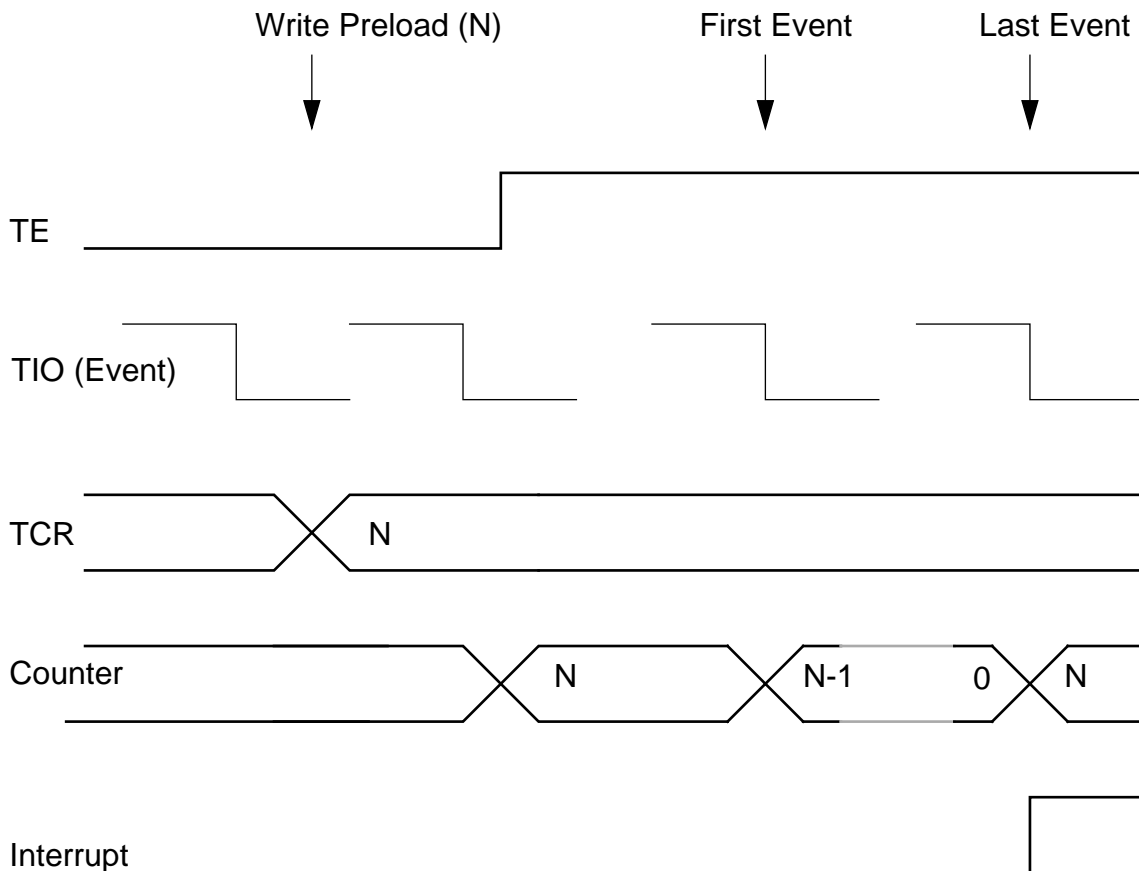 Write Preload (N) First Event Last Event
TE
TIO (Event)
TCR N
Counter N N-1 0 N
Interrupt